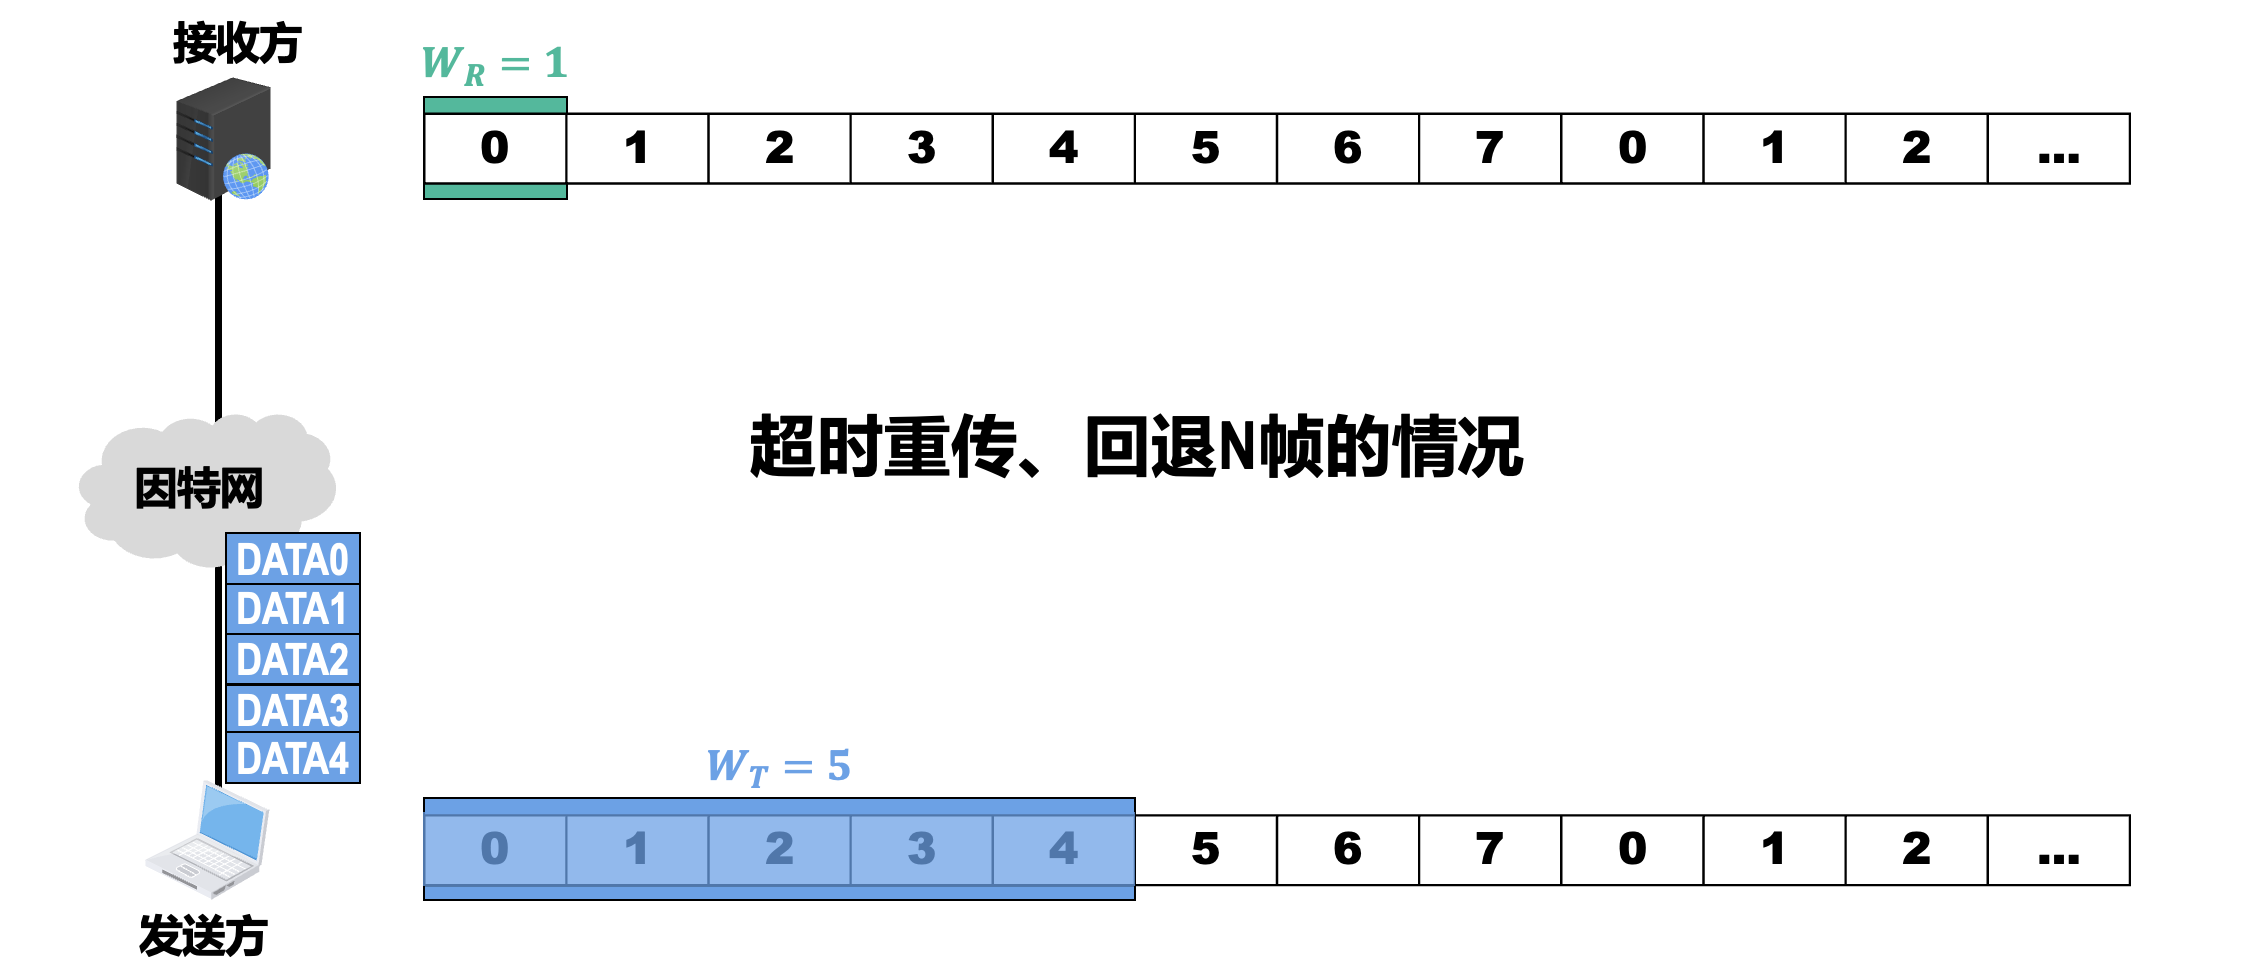 接收方
W_R = 1
0 1 2 3 4 5 6 7 0 1 2 ...
超时重传、回退N帧的情况
因特网
DATA0
DATA1
DATA2
DATA3
DATA4
W_T = 5
0 1 2 3 4 5 6 7 0 1 2 ...
发送方